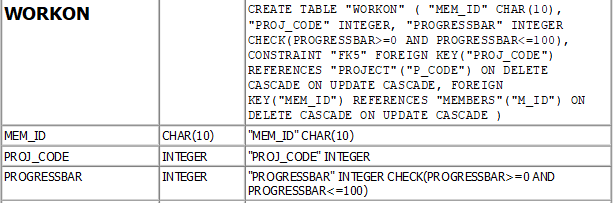 WORKON
CREATE TABLE "WORKON" ( "MEM_ID" CHAR(10),
"PROJ_CODE" INTEGER, "PROGRESSBAR" INTEGER
CHECK(PROGRESSBAR>=0 AND PROGRESSBAR<=100),
CONSTRAINT "FK5" FOREIGN KEY("PROJ_CODE")
REFERENCES "PROJECT"("P_CODE") ON DELETE
CASCADE ON UPDATE CASCADE, FOREIGN
KEY("MEM_ID") REFERENCES "MEMBERS"("M_ID") ON
DELETE CASCADE ON UPDATE CASCADE )
MEM_ID CHAR(10) "MEM_ID" CHAR(10)
PROJ_CODE INTEGER "PROJ_CODE" INTEGER
PROGRESSBAR INTEGER "PROGRESSBAR" INTEGER CHECK(PROGRESSBAR>=0 AND
PROGRESSBAR<=100)